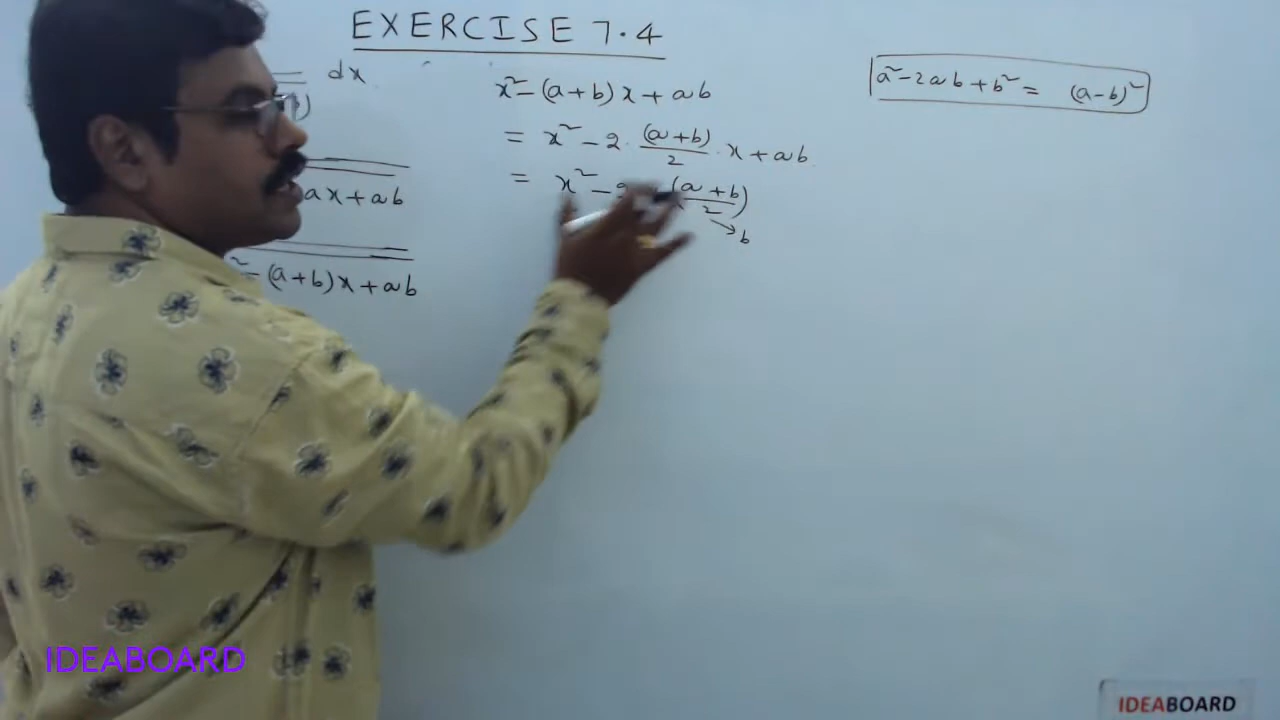 EXERCISE 7.4
dx
)
ax + ab
² - (a+b)x + ab
x² - (a+b)x + ab
= x² - 2 · (a+b)/2 · x + ab
= x² - (a+b)/2)
→ b
a² - 2ab + b² = (a-b)²
IDEABOARD
IDEABOARD